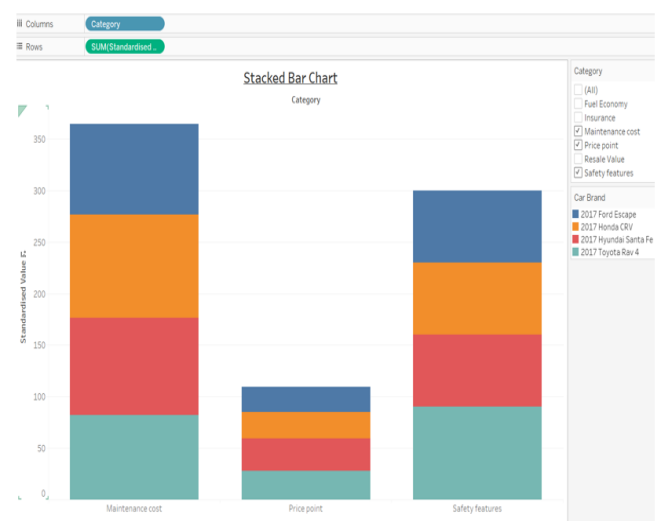 Columns
Category
Rows
SUM(Standardised ..
Stacked Bar Chart
Category
Standardised Value F..
350
300
250
200
150
100
50
0
Maintenance cost
Price point
Safety features
Category
(All)
Fuel Economy
Insurance
Maintenance cost
Price point
Resale Value
Safety features
Car Brand
2017 Ford Escape
2017 Honda CRV
2017 Hyundai Santa Fe
2017 Toyota Rav 4